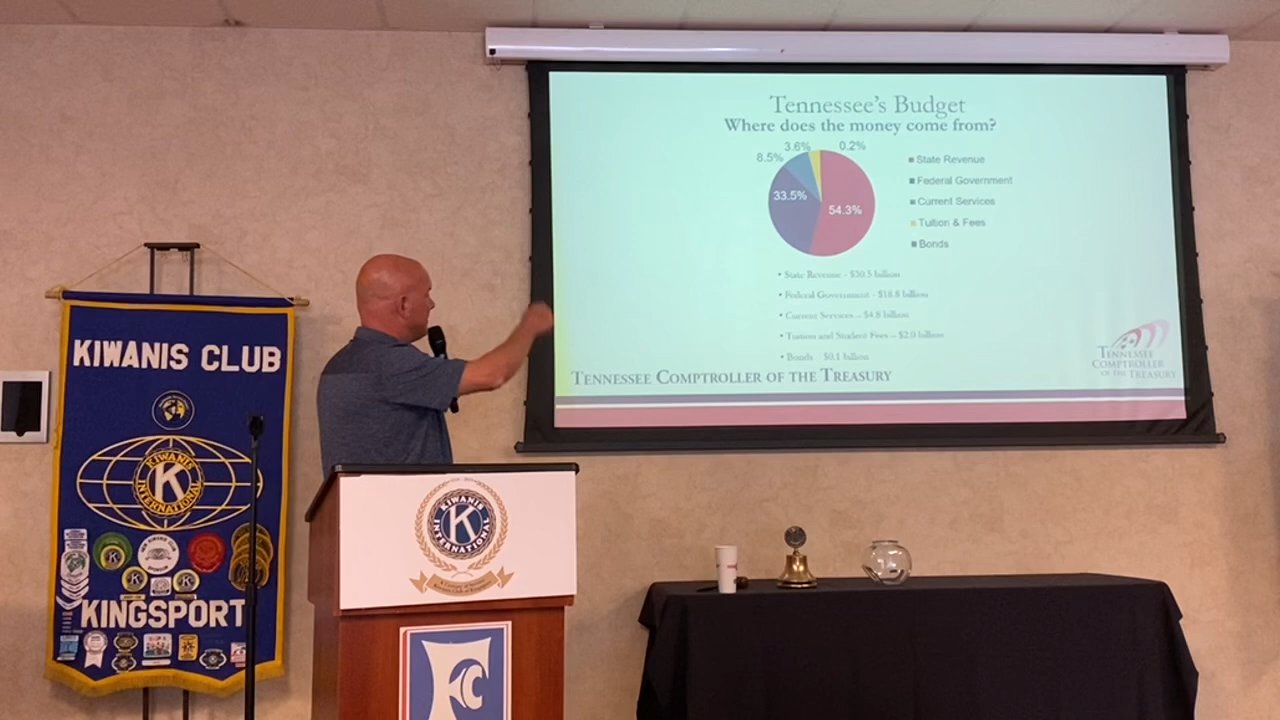 Tennessee's Budget
Where does the money come from?
3.6%
0.2%
8.5%
33.5%
54.3%
State Revenue
Federal Government
Current Services
Tuition & Fees
Bonds
• State Revenue - $30.5 billion
• Federal Government - $18.8 billion
• Current Services – $4.8 billion
• Tuition and Student Fees – $2.0 billion
• Bonds $0.1 billion
TENNESSEE COMPTROLLER OF THE TREASURY
TENNESSEE
COMPTROLLER
OF THE TREASURY
KIWANIS CLUB
KIWANIS
K
INTERNATIONAL
KINGSPORT
KIWANIS
K
INTERNATIONAL